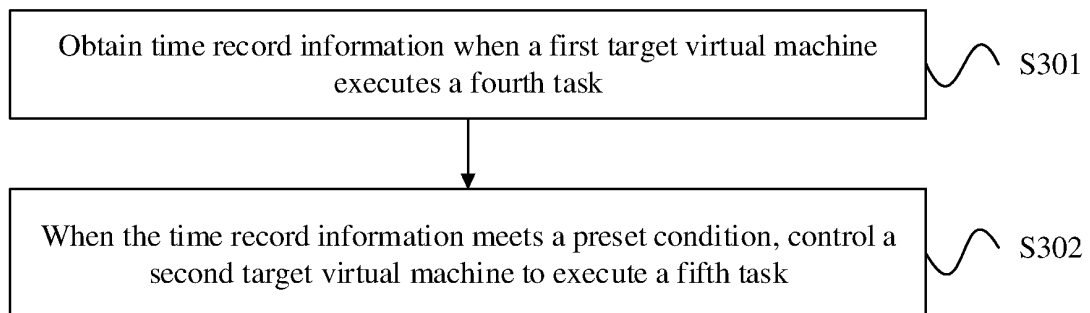 Obtain time record information when a first target virtual machine
executes a fourth task
S301
When the time record information meets a preset condition, control a
second target virtual machine to execute a fifth task
S302